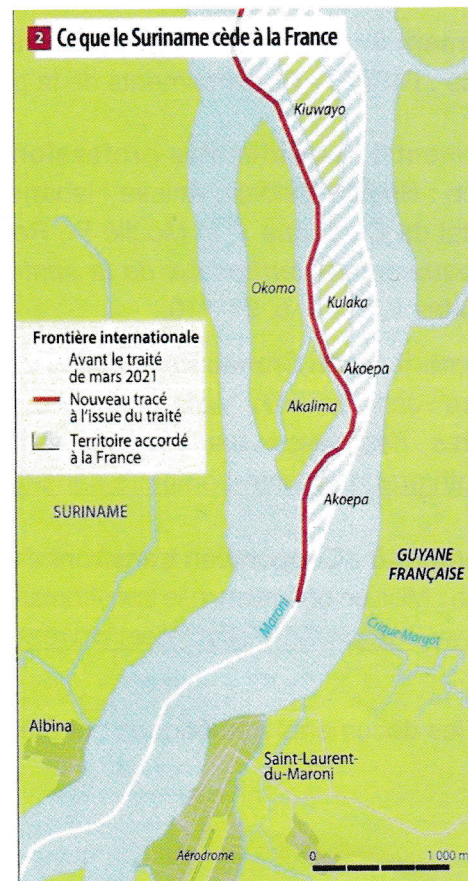 2 Ce que le Suriname cède à la France
Kiuwayo
Okomo
Kulaka
Frontière internationale
Avant le traité
de mars 2021
Nouveau tracé
à l'issue du traité
Territoire accordé
à la France
Akoepa
Akalima
SURINAME
Akoepa
GUYANE
FRANÇAISE
Maroni
Crique Margot
Albina
Saint-Laurent-
du-Maroni
Aérodrome
0 1 000 m